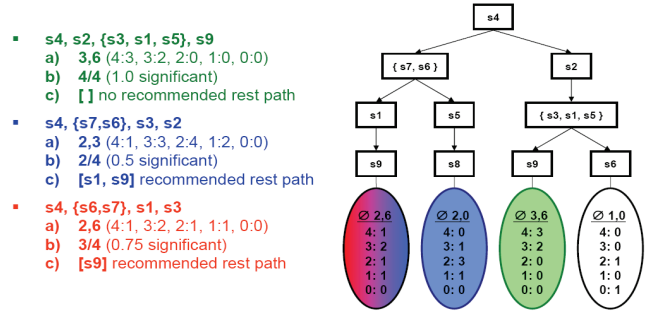 ▪ s4, s2, {s3, s1, s5}, s9
a) 3,6 (4:3, 3:2, 2:0, 1:0, 0:0)
b) 4/4 (1.0 significant)
c) [ ] no recommended rest path
▪ s4, {s7,s6}, s3, s2
a) 2,3 (4:1, 3:3, 2:4, 1:2, 0:0)
b) 2/4 (0.5 significant)
c) [s1, s9] recommended rest path
▪ s4, {s6,s7}, s1, s3
a) 2,6 (4:1, 3:2, 2:1, 1:1, 0:0)
b) 3/4 (0.75 significant)
c) [s9] recommended rest path
s4
{ s7, s6 }
s2
s1
s5
{ s3, s1, s5 }
s9
s8
s9
s6
∅ 2,6
4: 1
3: 2
2: 1
1: 1
0: 0
∅ 2,0
4: 0
3: 1
2: 3
1: 1
0: 0
∅ 3,6
4: 3
3: 2
2: 0
1: 0
0: 0
∅ 1,0
4: 0
3: 0
2: 1
1: 0
0: 1